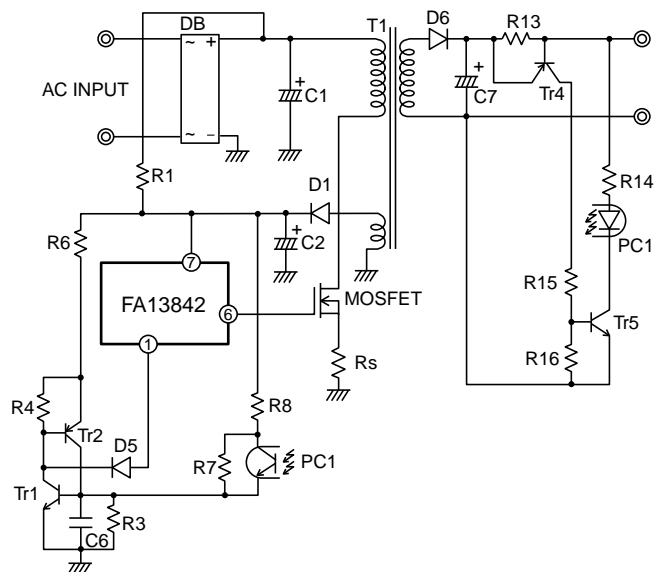 T1
D6
R13
DB
~ +
C1
+
C7
+
Tr4
AC INPUT
~ −
R1
D1
R14
R6
+
C2
PC1
7
FA13842
6
MOSFET
R15
Tr5
1
Rs
R16
R4
R8
Tr2
D5
R7
PC1
Tr1
R3
C6